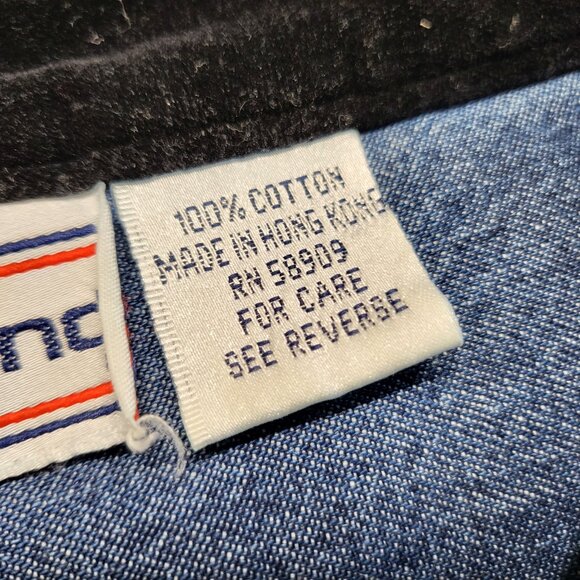 100% COTTON
MADE IN HONG KONG
RN 58909
FOR CARE
SEE REVERSE